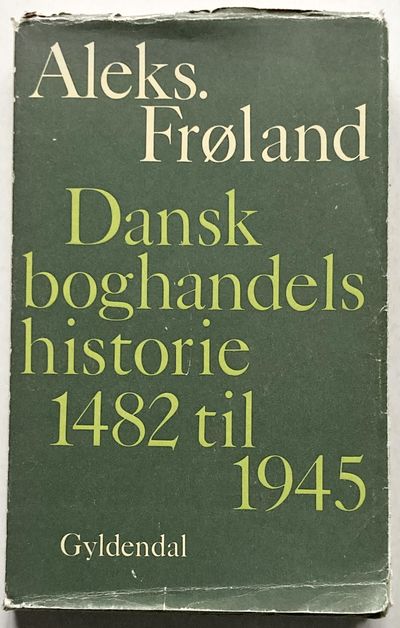 Aleks.
Frøland
Dansk
boghandels
historie
1482 til
1945
Gyldendal